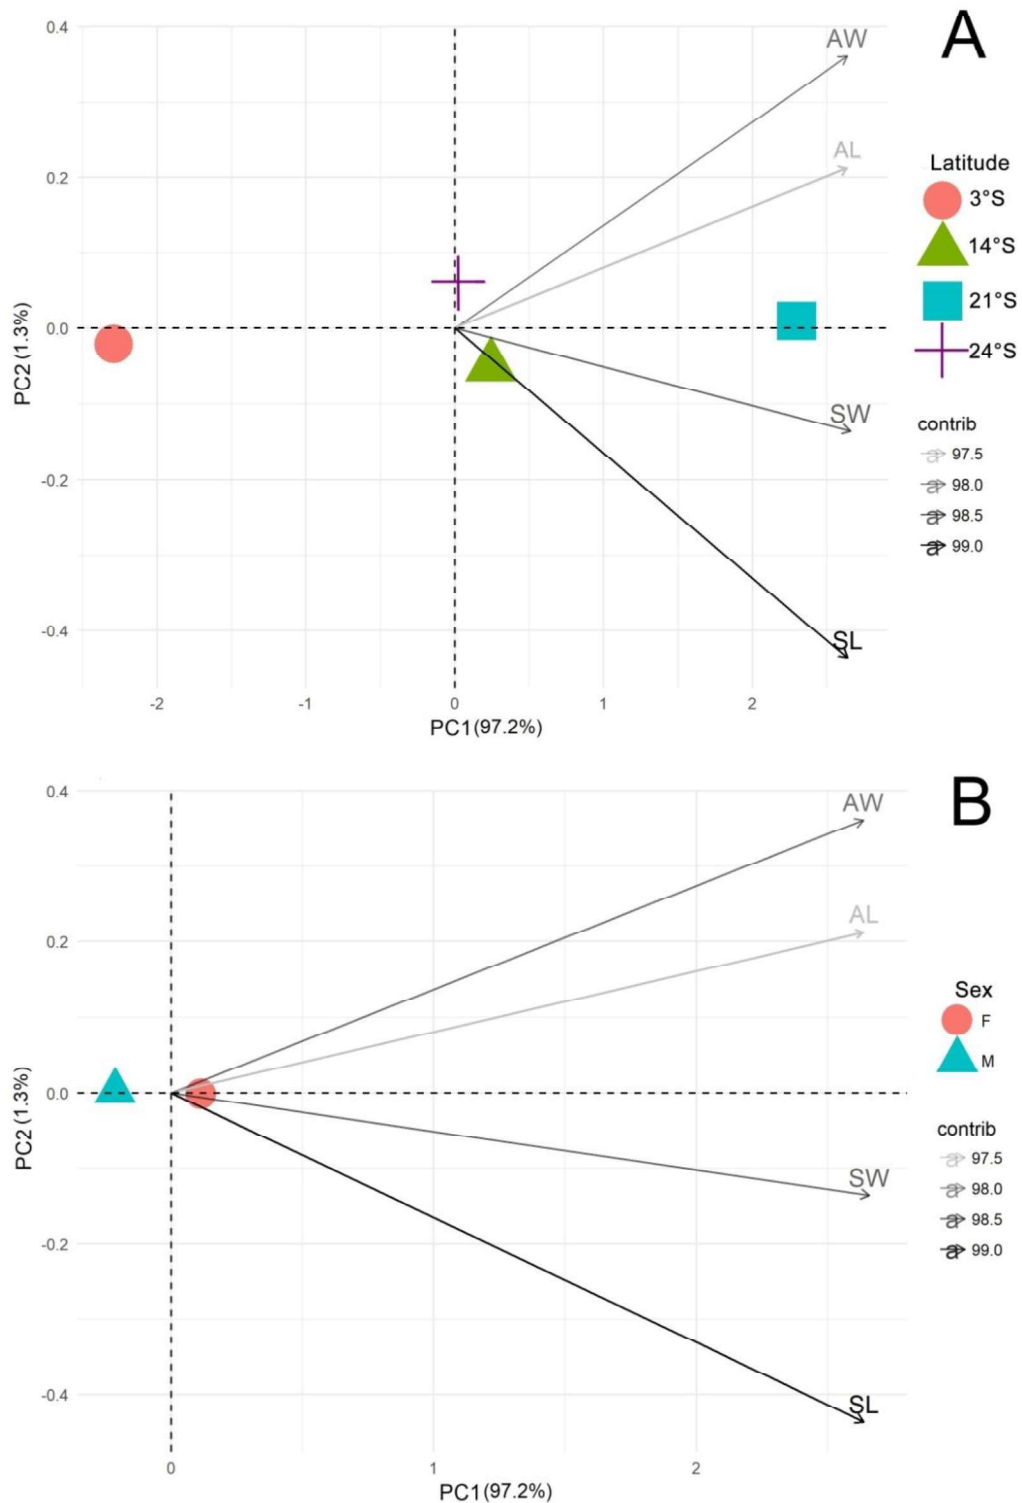 A
0.4
AW
AL
0.2
Latitude
3°S
14°S
21°S
24°S
PC2 (1.3%)
0.0
SW
contrib
a 97.5
a 98.0
a 98.5
a 99.0
-0.2
-0.4
SL
-2 -1 0 1 2
PC1(97.2%)
B
0.4
AW
AL
0.2
Sex
F
M
PC2 (1.3%)
0.0
contrib
a 97.5
a 98.0
a 98.5
a 99.0
SW
-0.2
-0.4
SL
0 1 2
PC1(97.2%)